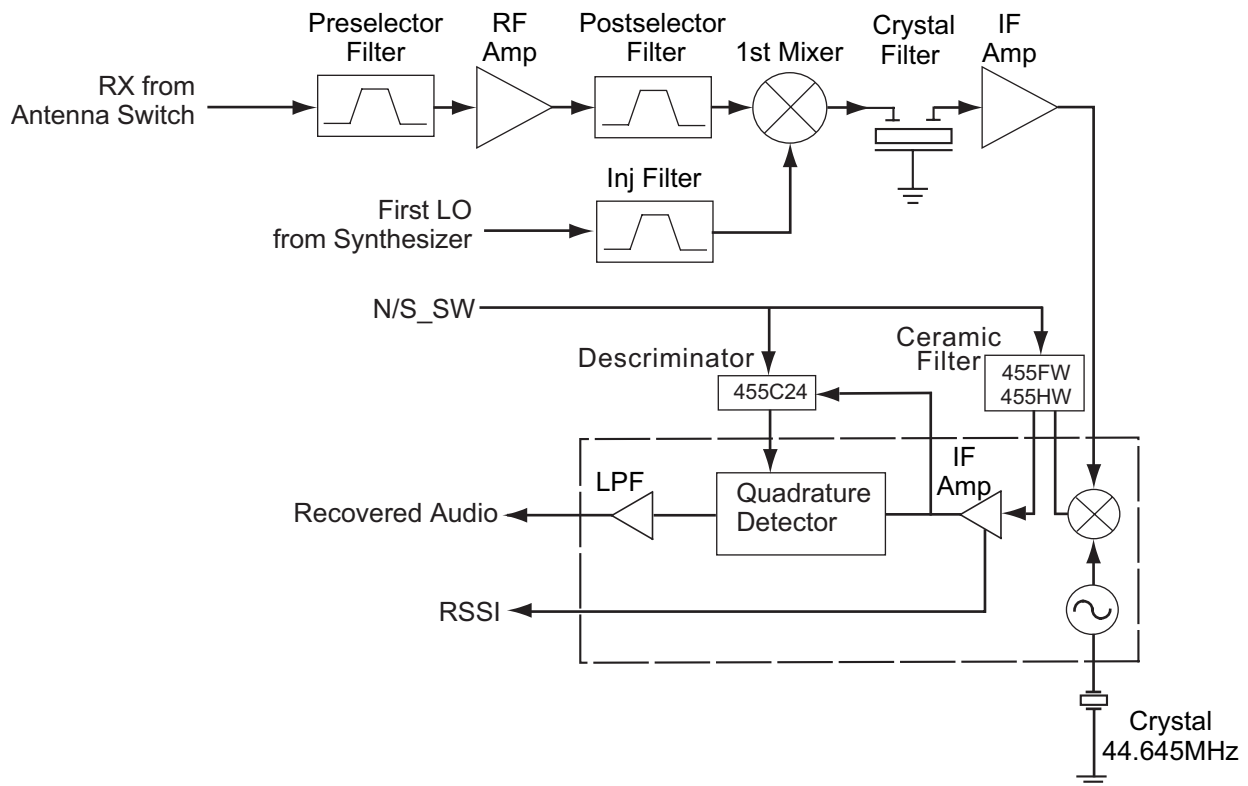 Preselector
Filter
RF
Amp
Postselector
Filter
1st Mixer
Crystal
Filter
IF
Amp
RX from
Antenna Switch
Inj Filter
First LO
from Synthesizer
N/S_SW
Descriminator
455C24
Ceramic
Filter
455FW
455HW
LPF
Quadrature
Detector
IF
Amp
Recovered Audio
RSSI
Crystal
44.645MHz